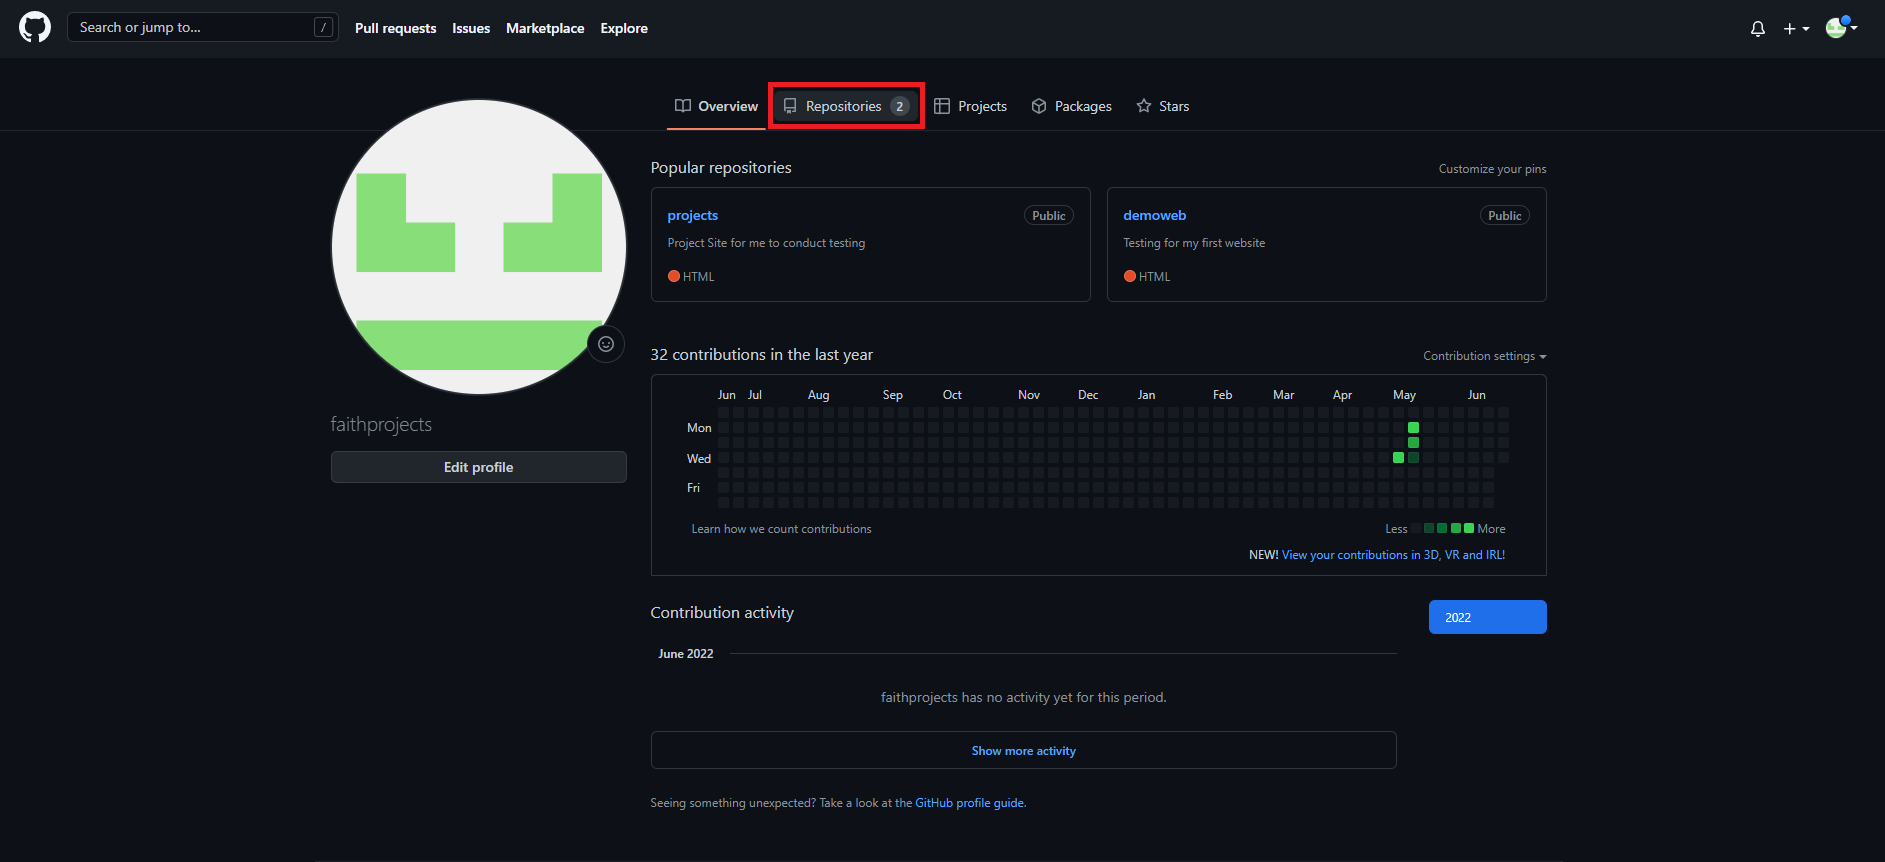 Search or jump to... /
Pull requests Issues Marketplace Explore
Overview Repositories 2 Projects Packages Stars
Popular repositories Customize your pins
projects Public
Project Site for me to conduct testing
HTML
demoweb Public
Testing for my first website
HTML
faithprojects
Edit profile
32 contributions in the last year Contribution settings
Jun Jul Aug Sep Oct Nov Dec Jan Feb Mar Apr May Jun
Mon
Wed
Fri
Learn how we count contributions Less More
NEW! View your contributions in 3D, VR and IRL!
Contribution activity 2022
June 2022
faithprojects has no activity yet for this period.
Show more activity
Seeing something unexpected? Take a look at the GitHub profile guide.